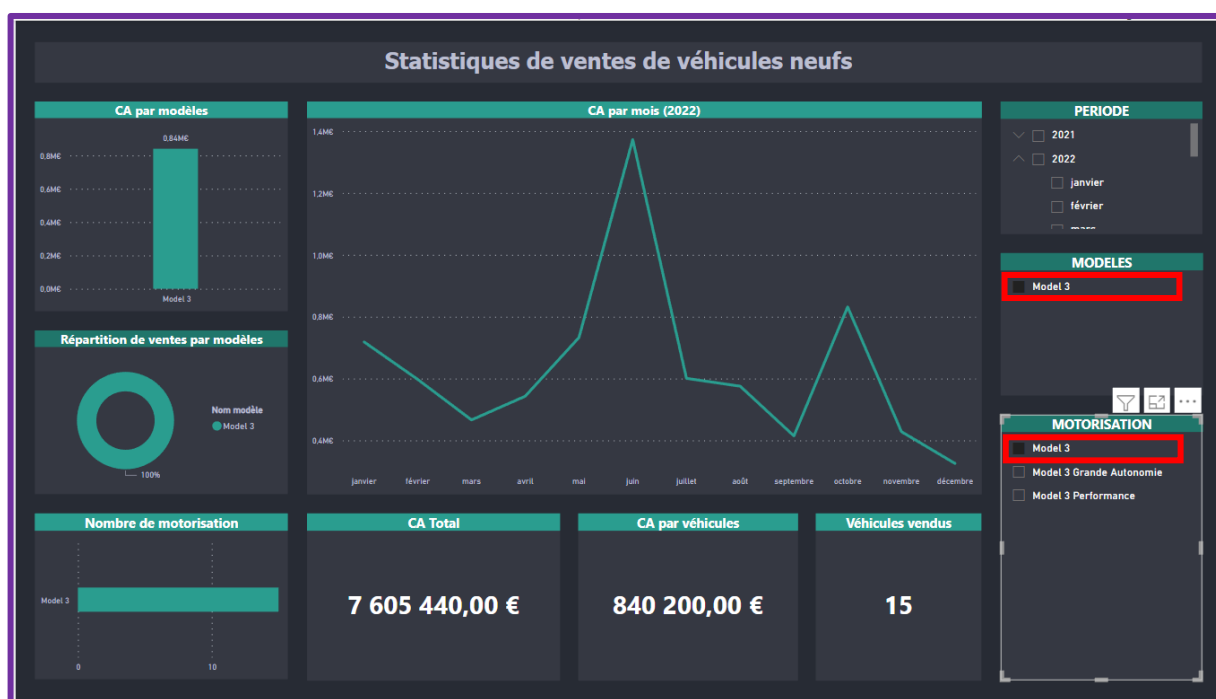 Statistiques de ventes de véhicules neufs
CA par modèles
0,84M€
0,8M€
0,6M€
0,4M€
0,2M€
0,0M€
Model 3
CA par mois (2022)
1,4M€
1,2M€
1,0M€
0,8M€
0,6M€
0,4M€
janvier février mars avril mai juin juillet août septembre octobre novembre décembre
PERIODE
2021
2022
janvier
février
mars
MODELES
Model 3
Répartition de ventes par modèles
Nom modèle
Model 3
100%
MOTORISATION
Model 3
Model 3 Grande Autonomie
Model 3 Performance
Nombre de motorisation
Model 3
0 10
CA Total
7 605 440,00 €
CA par véhicules
840 200,00 €
Véhicules vendus
15